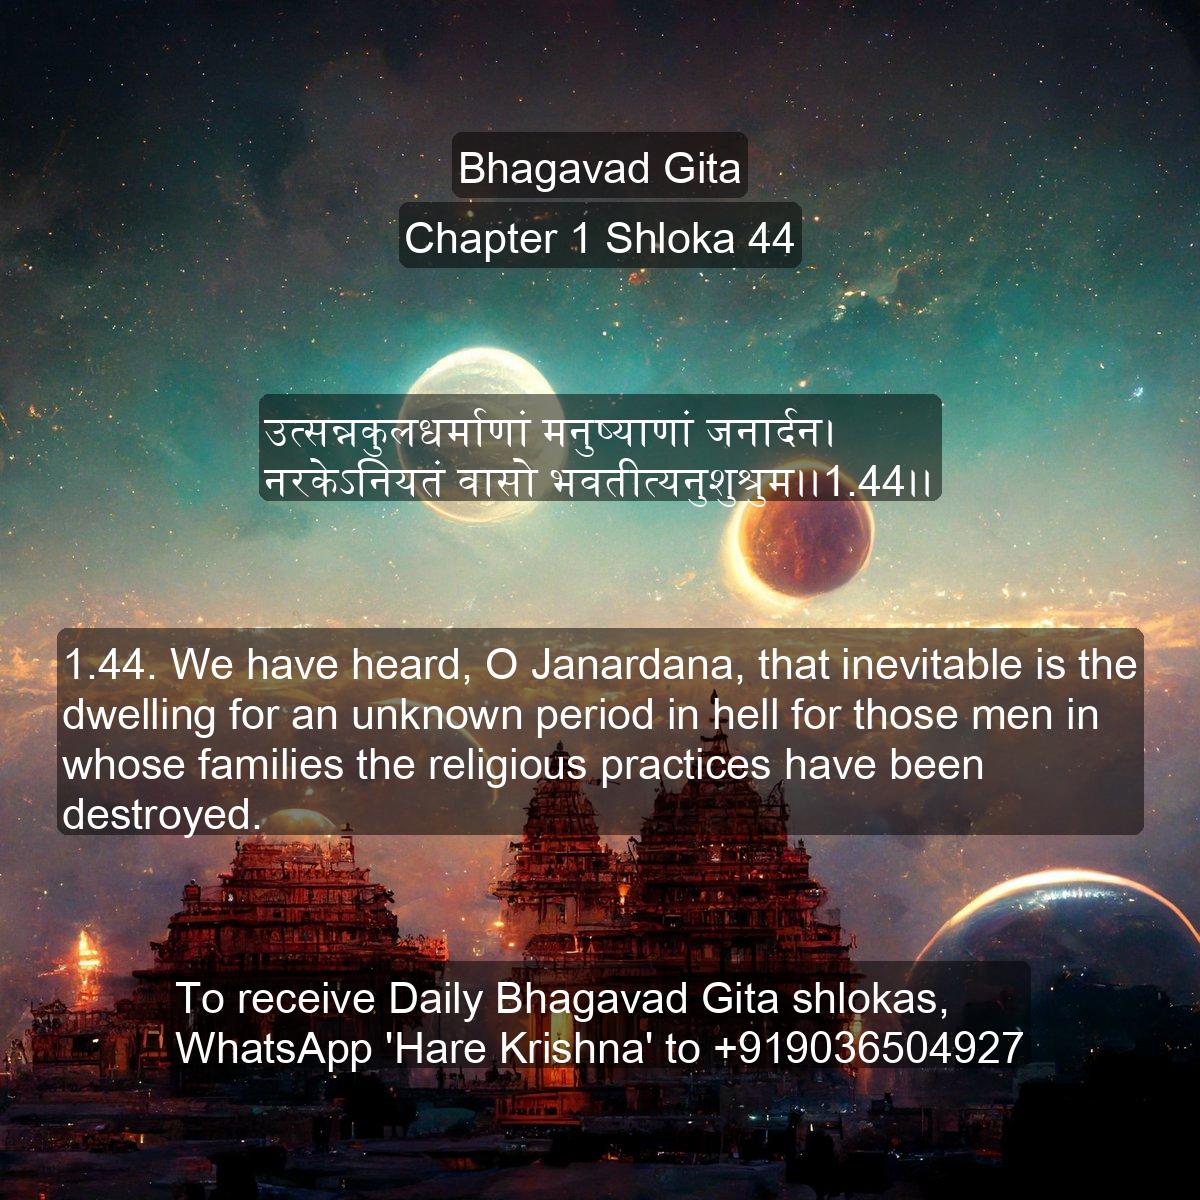 Bhagavad Gita
Chapter 1 Shloka 44
उत्सन्नकुलधर्माणां मनुष्याणां जनार्दन।
नरकेऽनियतं वासो भवतीत्यनुशुश्रुम।।1.44।।
1.44. We have heard, O Janardana, that inevitable is the
dwelling for an unknown period in hell for those men in
whose families the religious practices have been
destroyed.
To receive Daily Bhagavad Gita shlokas,
WhatsApp 'Hare Krishna' to +919036504927